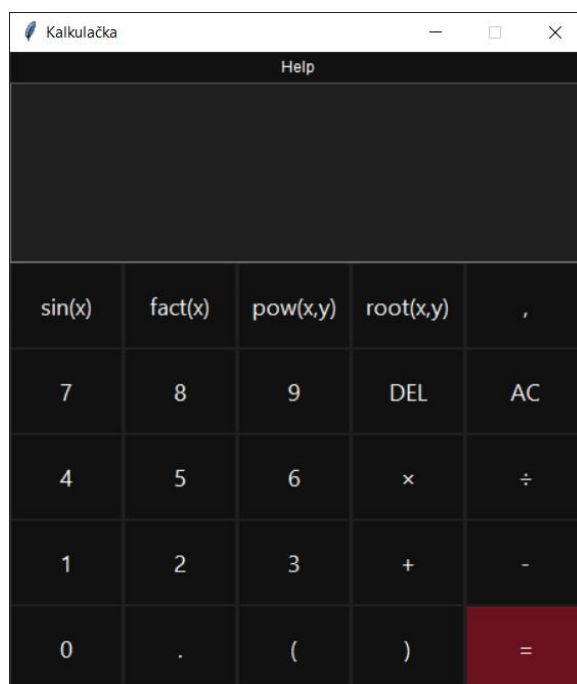 Kalkulačka
Help
sin(x) fact(x) pow(x,y) root(x,y) ,
7 8 9 DEL AC
4 5 6 × ÷
1 2 3 + -
0 . ( ) =